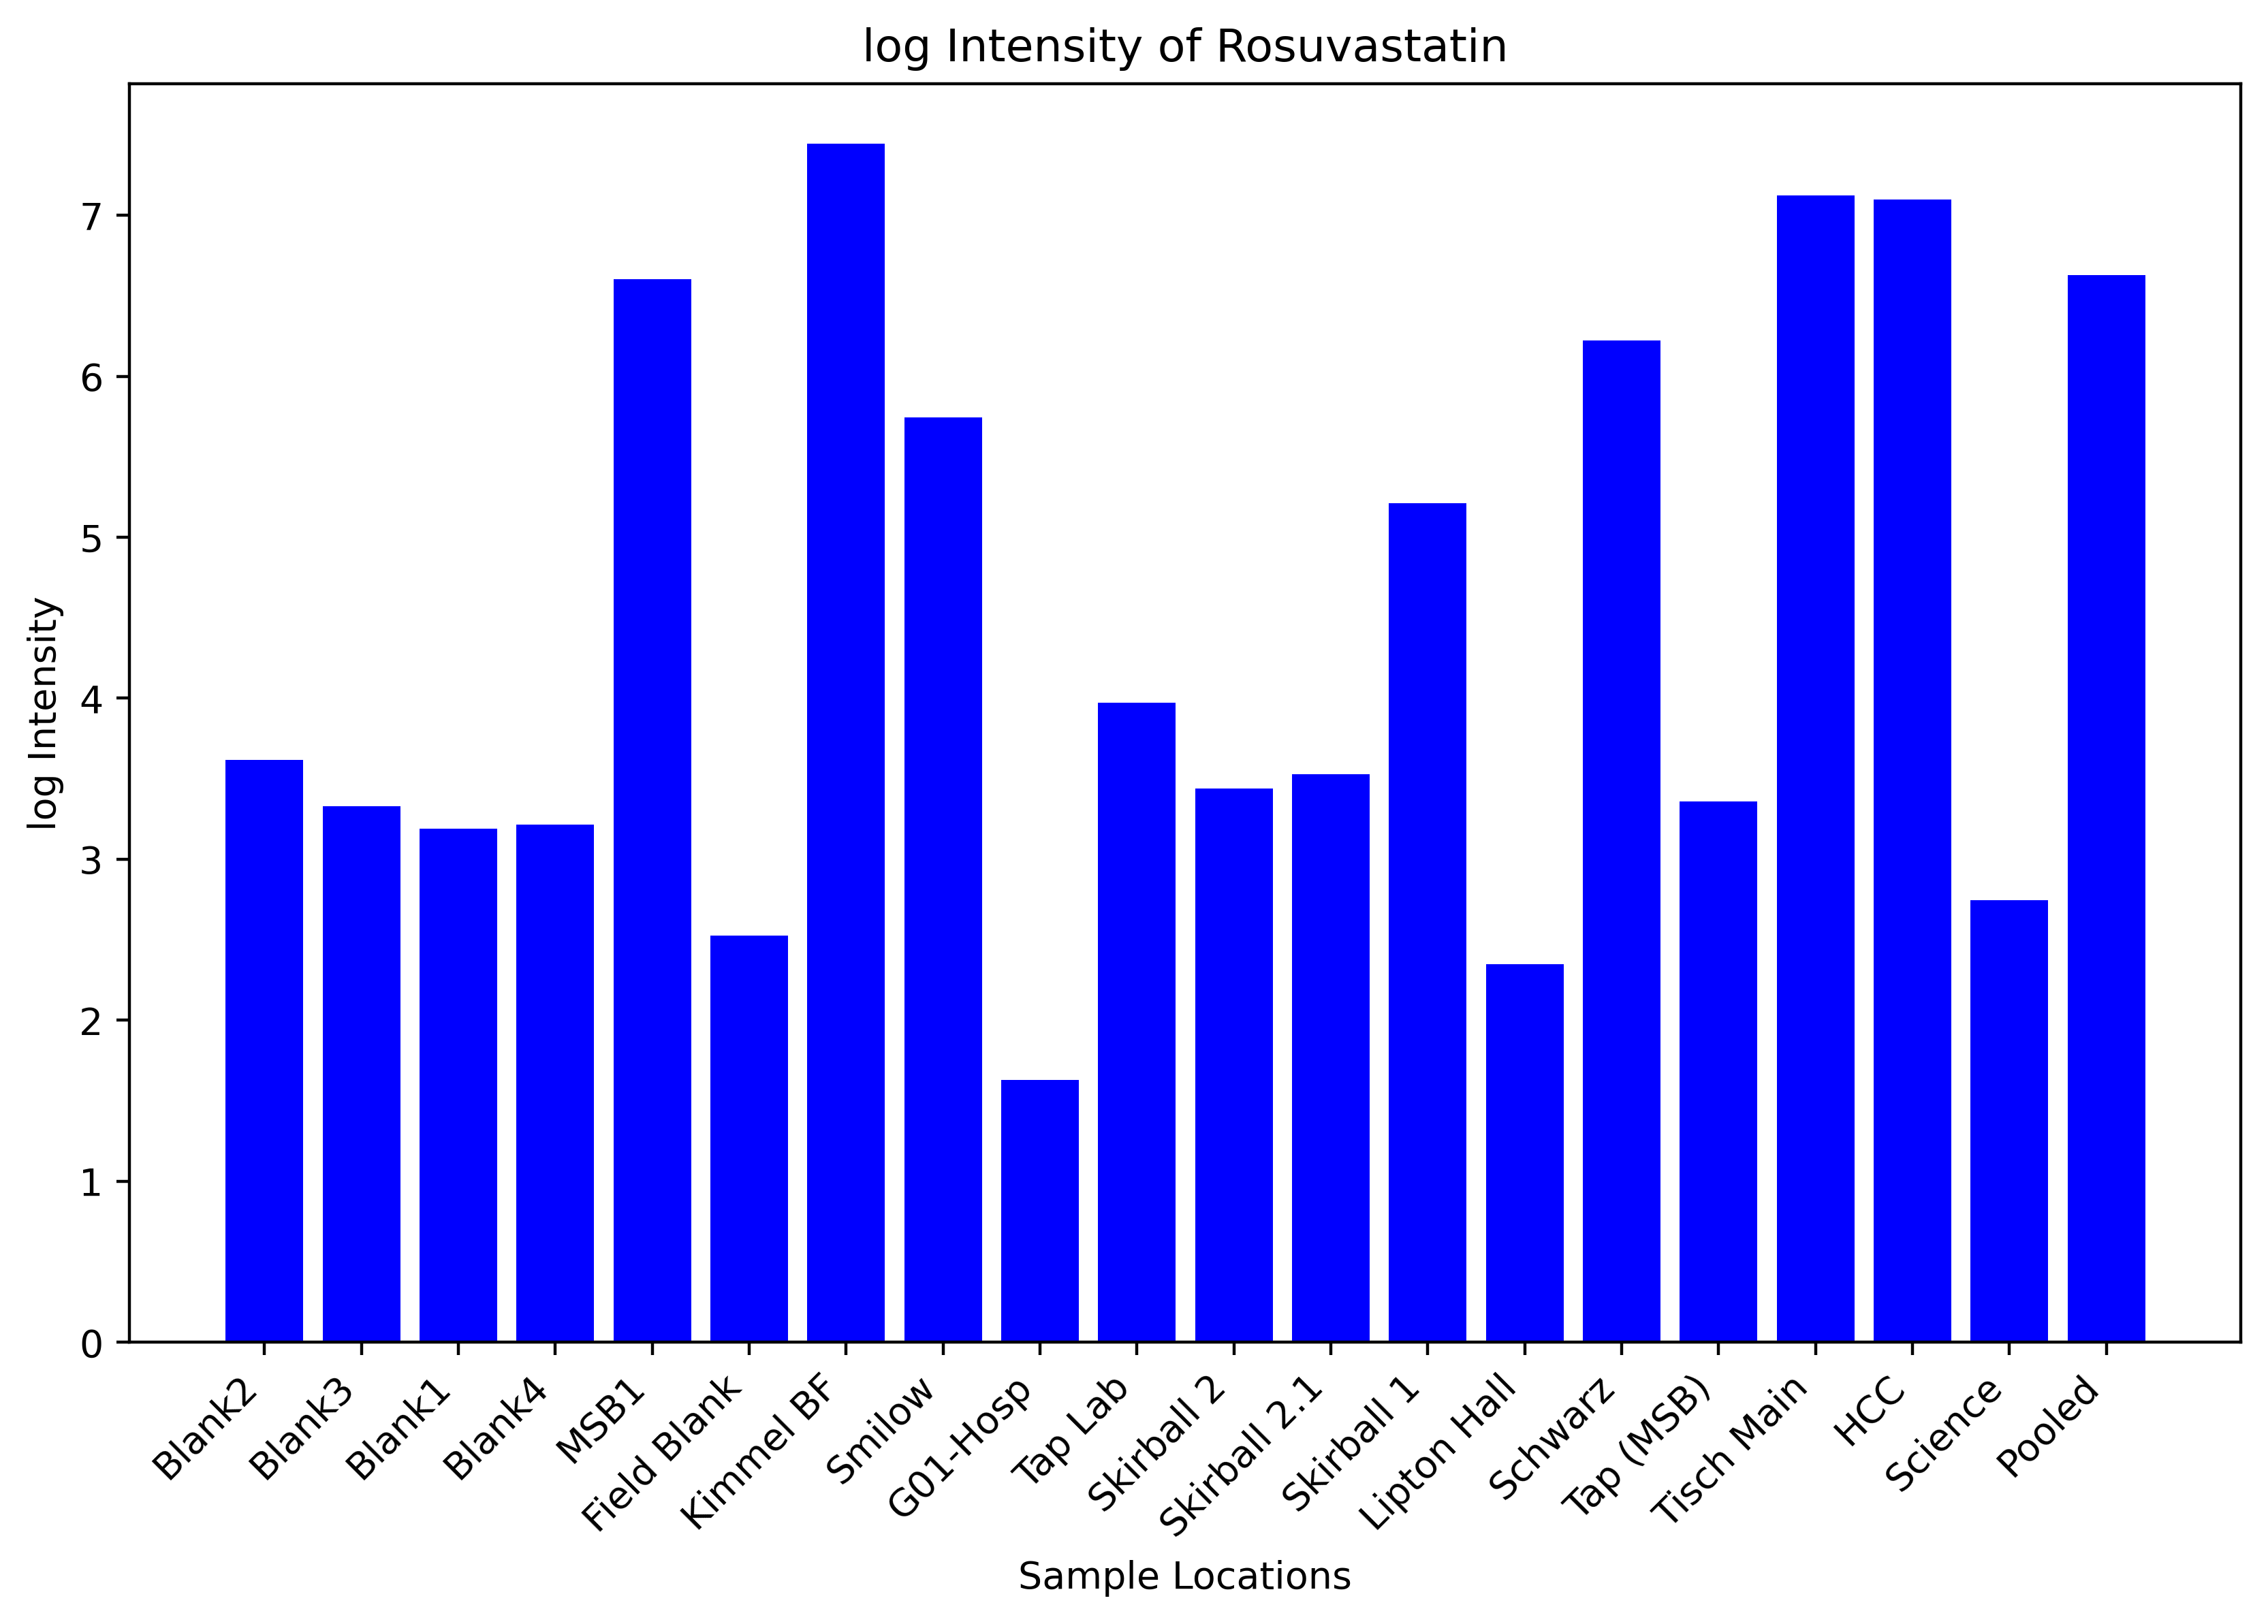 log Intensity of Rosuvastatin
log Intensity
7
6
5
4
3
2
1
0
Blank2
Blank3
Blank1
Blank4
MSB1
Field Blank
Kimmel BF
Smilow
G01-Hosp
Tap Lab
Skirball 2
Skirball 2.1
Skirball 1
Lipton Hall
Schwarz
Tap (MSB)
Tisch Main
HCC
Science
Pooled
Sample Locations